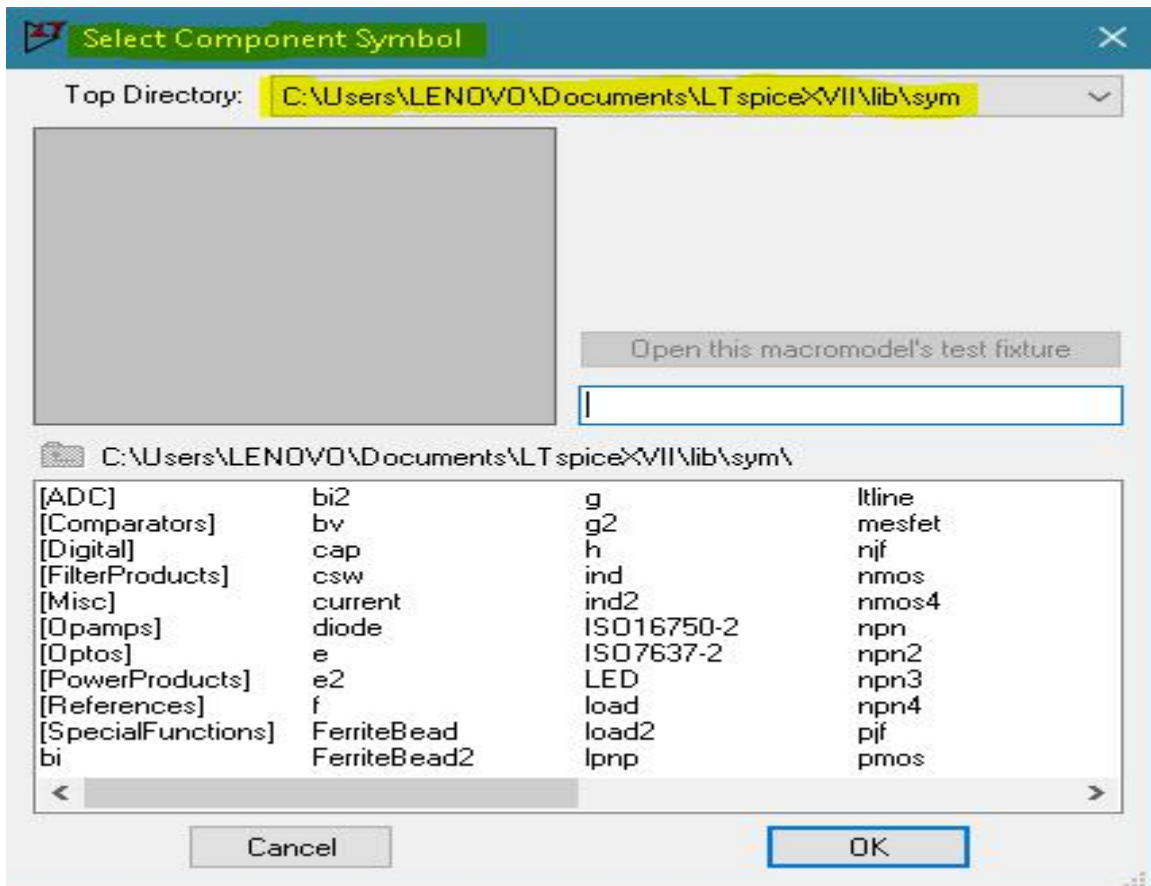 Select Component Symbol
Top Directory: C:\Users\LENOVO\Documents\LTspiceXVII\lib\sym
Open this macromodel's test fixture
C:\Users\LENOVO\Documents\LTspiceXVII\lib\sym\
[ADC] bi2 g ltline
[Comparators] bv g2 mesfet
[Digital] cap h njf
[FilterProducts] csw ind nmos
[Misc] current ind2 nmos4
[Opamps] diode ISO16750-2 npn
[Optos] e ISO7637-2 npn2
[PowerProducts] e2 LED npn3
[References] f load npn4
[SpecialFunctions] FerriteBead load2 pjf
bi FerriteBead2 lpnp pmos
Cancel OK